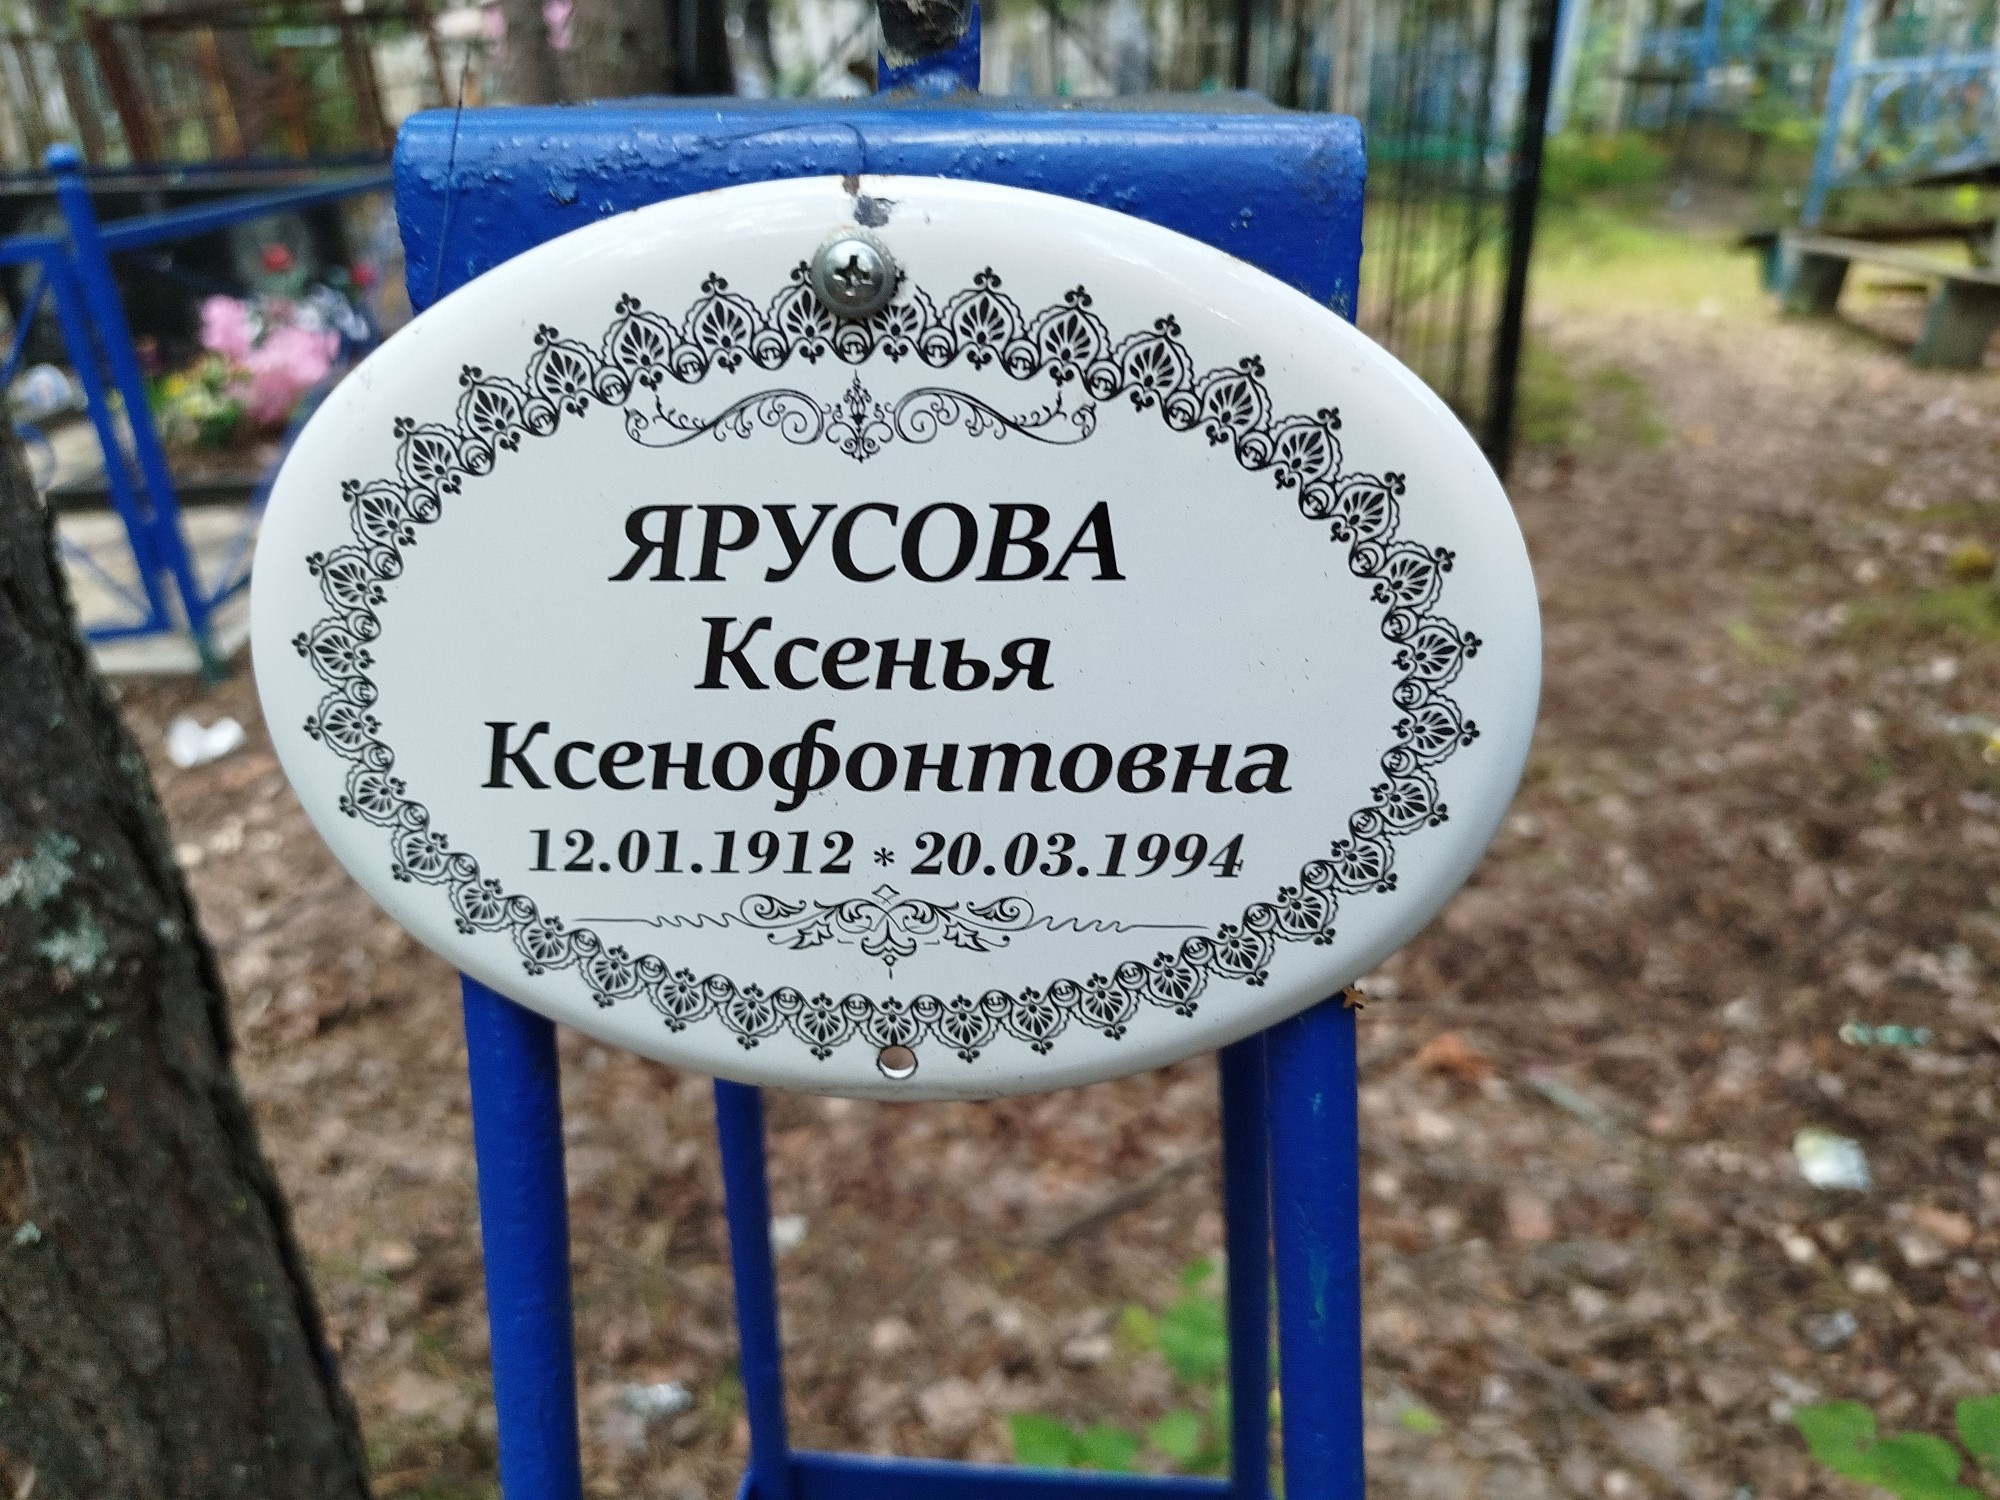 ЯРУСОВА
Ксенья
Ксенофонтовна
12.01.1912 * 20.03.1994